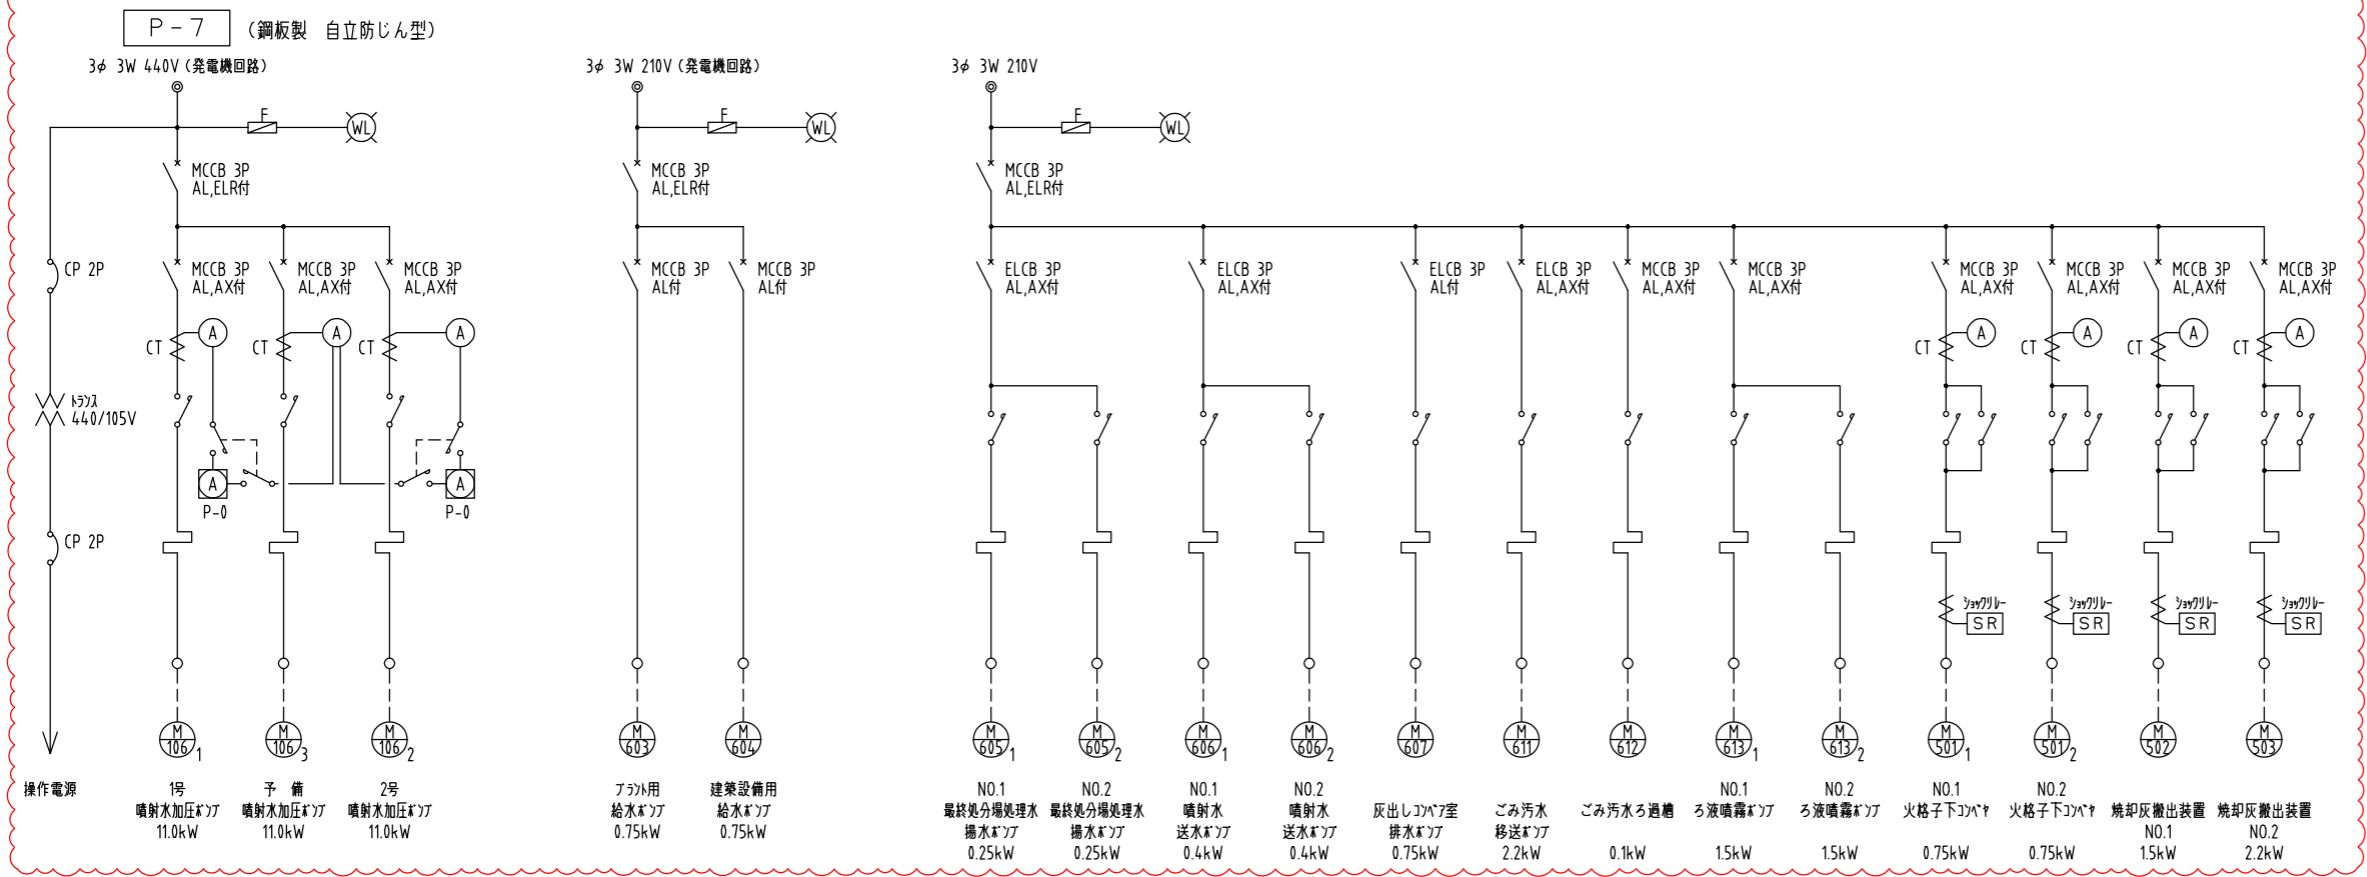 P-7 (鋼板製 自立防じん型)
3φ 3W 440V(発電機回路) 3φ 3W 210V(発電機回路) 3φ 3W 210V
F F F
WL WL WL
MCCB 3P MCCB 3P MCCB 3P
AL,ELR付 AL,ELR付 AL,ELR付
CP 2P MCCB 3P MCCB 3P MCCB 3P MCCB 3P MCCB 3P ELCB 3P ELCB 3P ELCB 3P ELCB 3P MCCB 3P MCCB 3P MCCB 3P MCCB 3P MCCB 3P MCCB 3P
AL,AX付 AL,AX付 AL,AX付 AL付 AL付 AL,AX付 AL,AX付 AL付 AL,AX付 AL,AX付 AL,AX付 AL,AX付 AL,AX付 AL,AX付 AL,AX付
A A A A A A A
CT CT CT CT CT CT CT
トランス
440/105V
A A
P-0 P-0
CP 2P
ショックリレー ショックリレー ショックリレー ショックリレー
SR SR SR SR
M M M M M M M M M M M M M M M M M M
106 1 106 3 106 2 603 604 605 1 605 2 606 1 606 2 607 611 612 613 1 613 2 501 1 501 2 502 503
操作電源 1号 予 備 2号 プラント用 建築設備用 NO.1 NO.2 NO.1 NO.2 NO.1 NO.2 NO.1 NO.2
噴射水加圧ポンプ 噴射水加圧ポンプ 噴射水加圧ポンプ 給水ポンプ 給水ポンプ 最終処分場処理水 最終処分場処理水 噴射水 噴射水 灰出しコンベア室 ごみ汚水 ごみ汚水ろ過槽 ろ液噴霧ポンプ ろ液噴霧ポンプ 火格子下コンベヤ 火格子下コンベヤ 焼却灰搬出装置 焼却灰搬出装置
11.0kW 11.0kW 11.0kW 0.75kW 0.75kW 揚水ポンプ 揚水ポンプ 送水ポンプ 送水ポンプ 排水ポンプ 移送ポンプ NO.1 NO.2
0.25kW 0.25kW 0.4kW 0.4kW 0.75kW 2.2kW 0.1kW 1.5kW 1.5kW 0.75kW 0.75kW 1.5kW 2.2kW